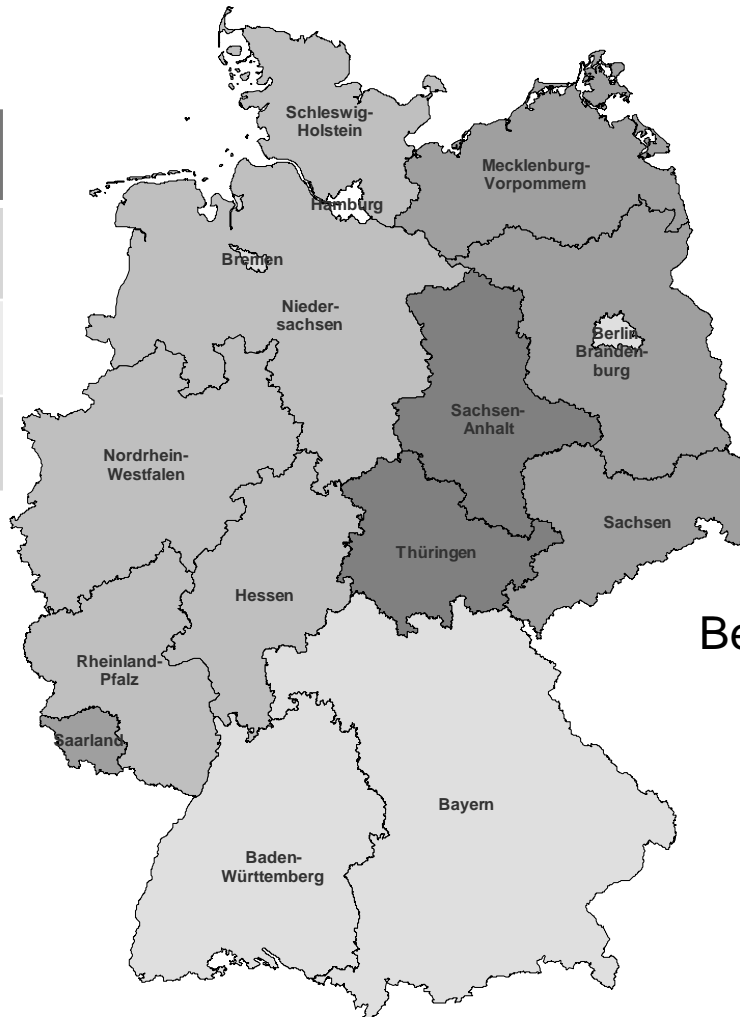 Schleswig-
Holstein
Mecklenburg-
Vorpommern
Hamburg
Bremen
Nieder-
sachsen
Berlin
Branden-
burg
Sachsen-
Anhalt
Nordrhein-
Westfalen
Sachsen
Thüringen
Hessen
Be
Rheinland-
Pfalz
Saarland
Bayern
Baden-
Württemberg